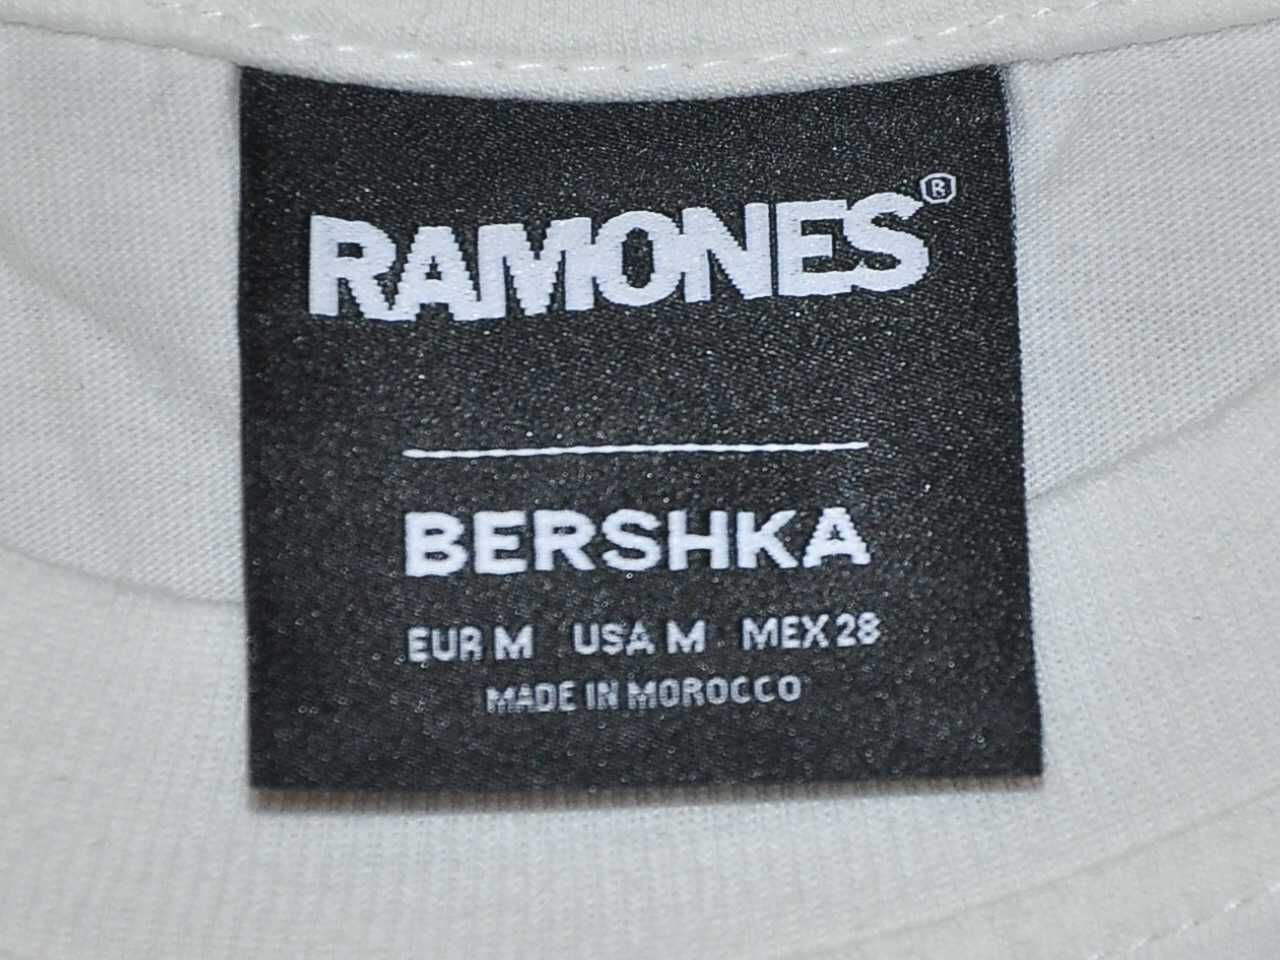 RAMONES®
BERSHKA
EUR M USA M MEX 28
MADE IN MOROCCO